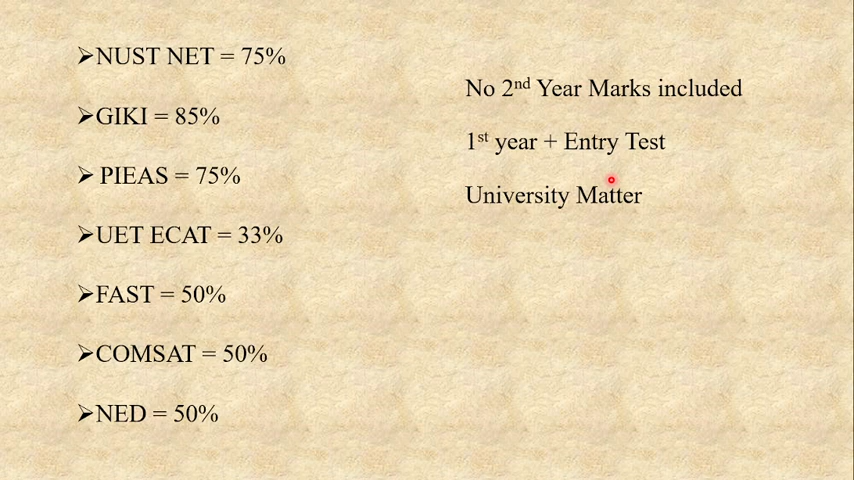 ➢NUST NET = 75%
➢GIKI = 85%
➢ PIEAS = 75%
➢UET ECAT = 33%
➢FAST = 50%
➢COMSAT = 50%
➢NED = 50%
No 2nd Year Marks included
1st year + Entry Test
University Matter